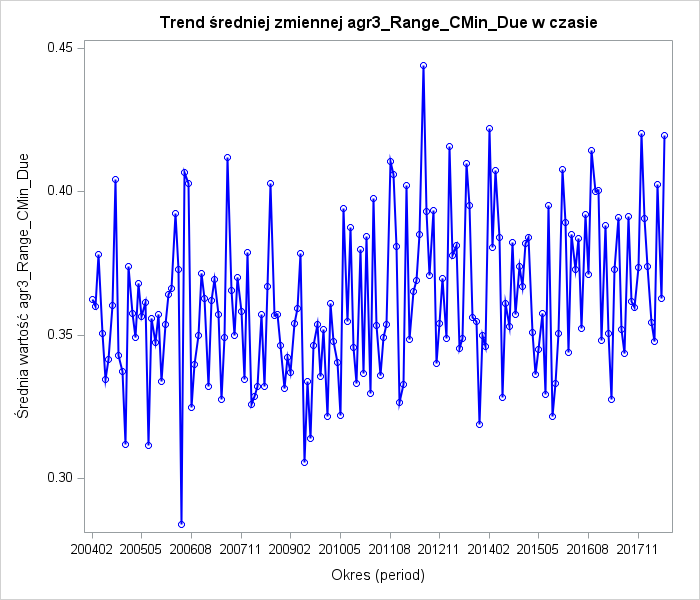 Trend średniej zmiennej agr3_Range_CMin_Due w czasie
0.45
0.40
0.35
0.30
Średnia wartość agr3_Range_CMin_Due
200402 200505 200608 200711 200902 201005 201108 201211 201402 201505 201608 201711
Okres (period)